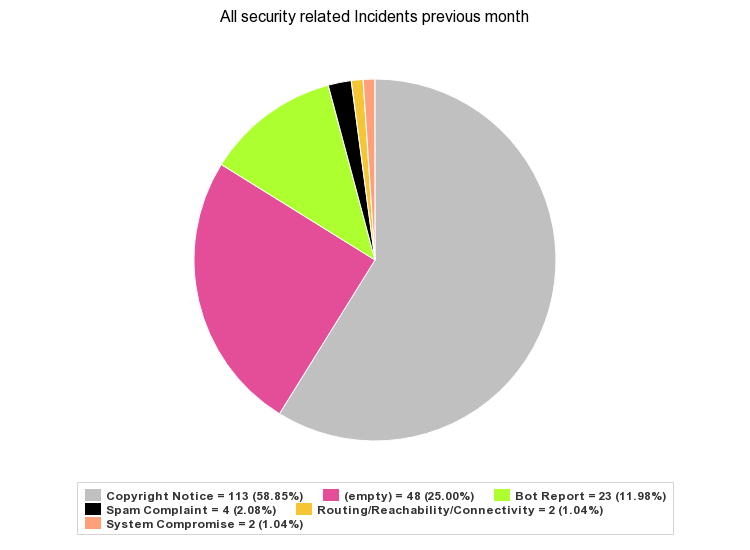 All security related Incidents previous month
Copyright Notice = 113 (58.85%) (empty) = 48 (25.00%) Bot Report = 23 (11.98%)
Spam Complaint = 4 (2.08%) Routing/Reachability/Connectivity = 2 (1.04%)
System Compromise = 2 (1.04%)